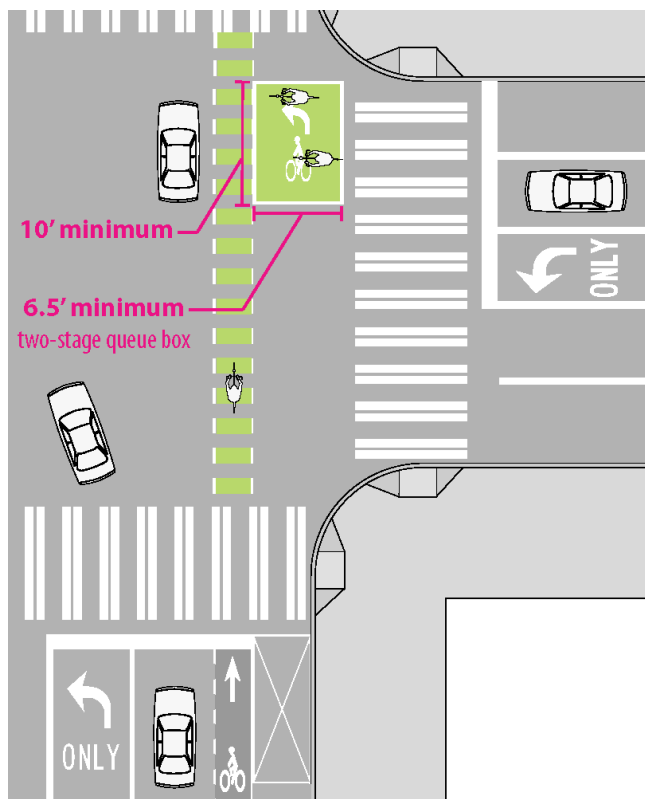 10’ minimum
6.5’ minimum
two-stage queue box
ONLY
ONLY